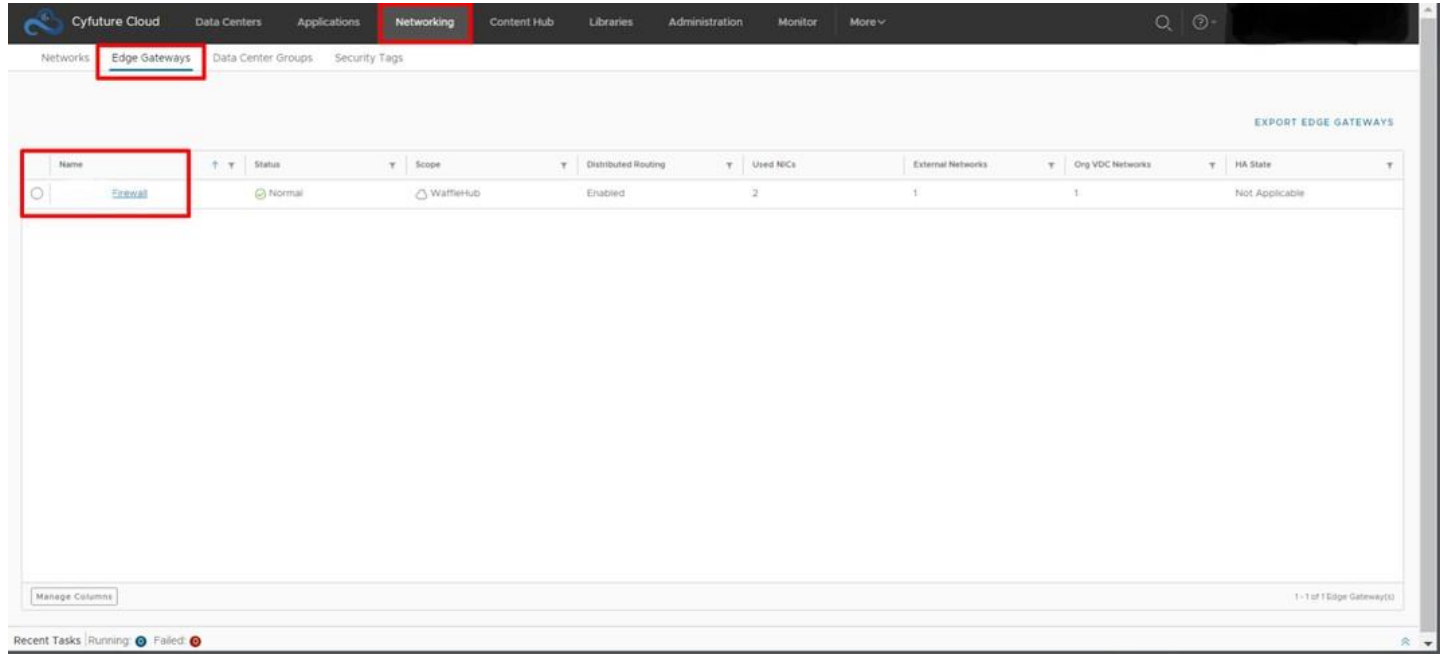 Cyfuture Cloud Data Centers Applications Networking Content Hub Libraries Administration Monitor More
Networks Edge Gateways Data Center Groups Security Tags
EXPORT EDGE GATEWAYS
Name Status Scope Distributed Routing Used NICs External Networks Org VDC Networks HA State
Firewall Normal WaffleHub Enabled 2 1 1 Not Applicable
Manage Columns 1 - 1 of 1 Edge Gateway(s)
Recent Tasks Running: 0 Failed: 0